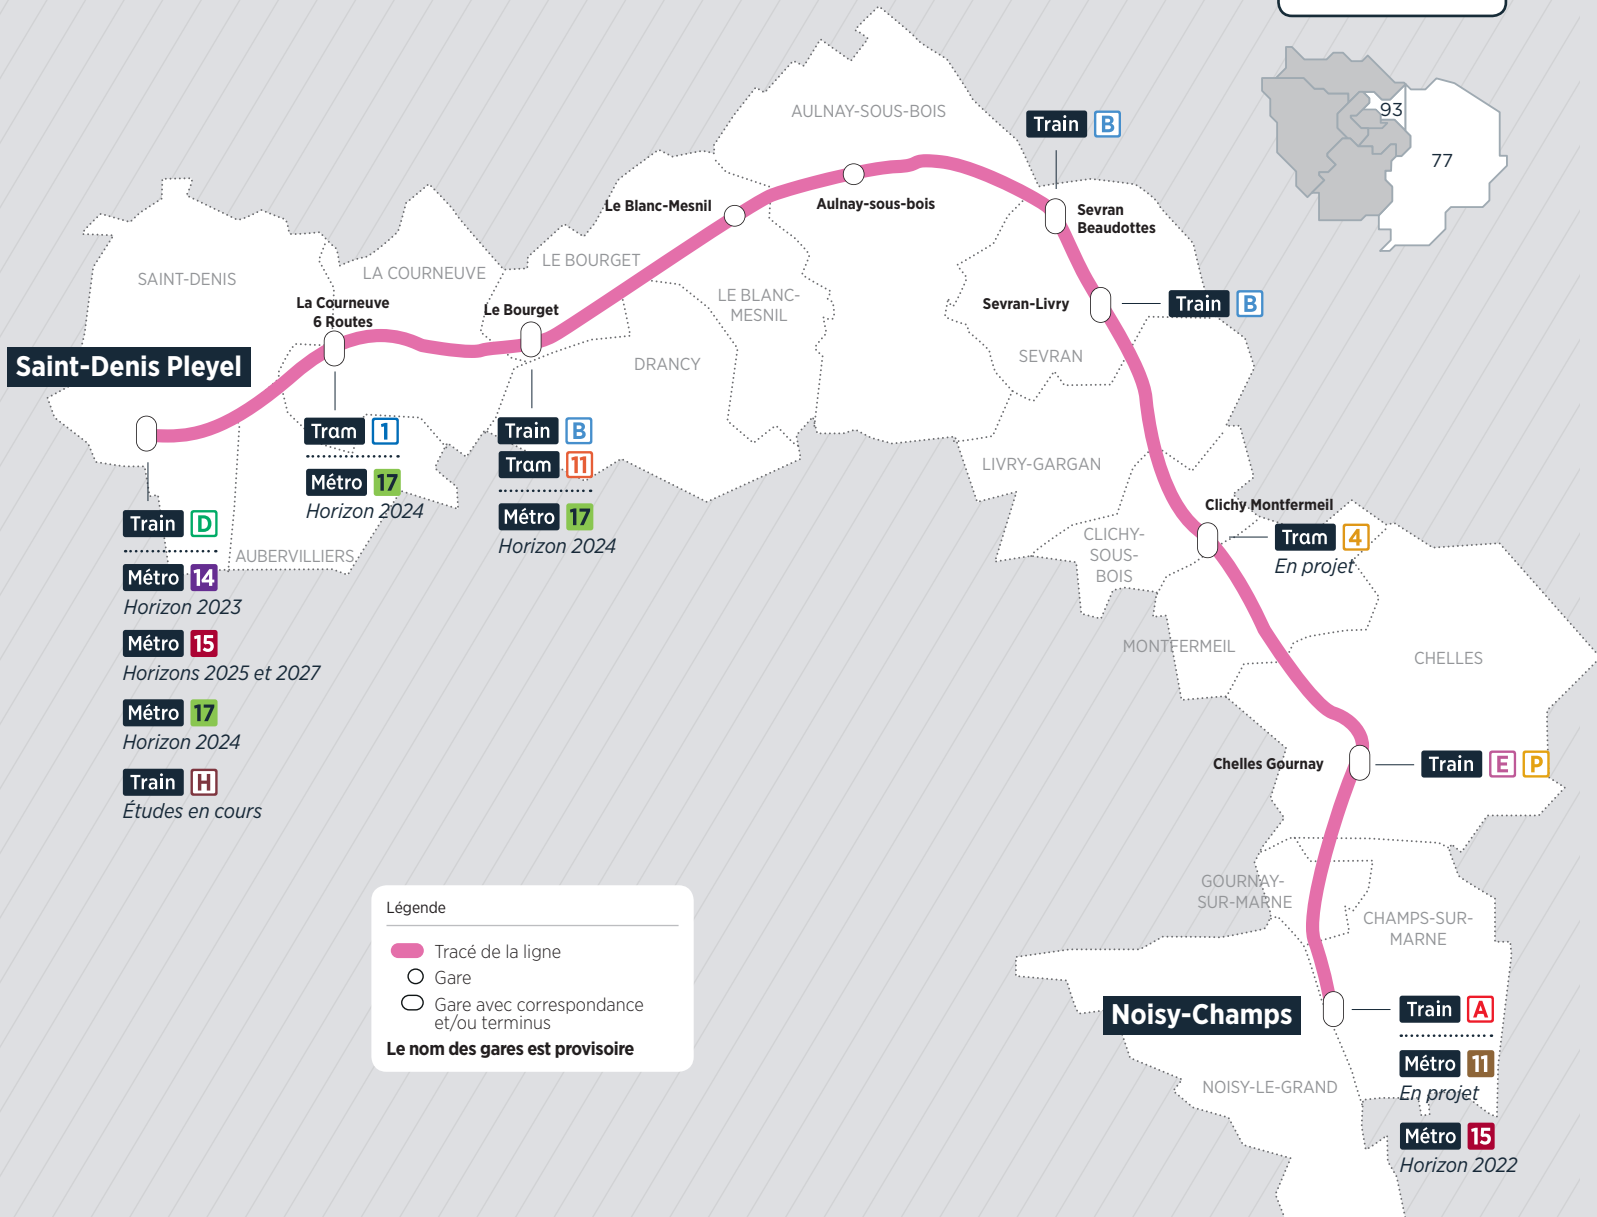 93
77
AULNAY-SOUS-BOIS
Train B
Le Blanc-Mesnil
Aulnay-sous-bois
Sevran
Beaudottes
SAINT-DENIS
LA COURNEUVE
LE BOURGET
LE BLANC-
MESNIL
La Courneuve
6 Routes
Le Bourget
Sevran-Livry
Train B
SEVRAN
DRANCY
Saint-Denis Pleyel
Tram 1
Métro 17
Horizon 2024
Train B
Tram 11
Métro 17
Horizon 2024
LIVRY-GARGAN
Train D
Métro 14
Horizon 2023
Métro 15
Horizons 2025 et 2027
Métro 17
Horizon 2024
Train H
Études en cours
AUBERVILLIERS
CLICHY-
SOUS-
BOIS
Clichy Montfermeil
Tram 4
En projet
MONTFERMEIL
CHELLES
Chelles Gournay
Train E P
GOURNAY-
SUR-MARNE
CHAMPS-SUR-
MARNE
Noisy-Champs
Train A
Métro 11
En projet
Métro 15
Horizon 2022
NOISY-LE-GRAND
Légende
Tracé de la ligne
Gare
Gare avec correspondance
et/ou terminus
Le nom des gares est provisoire